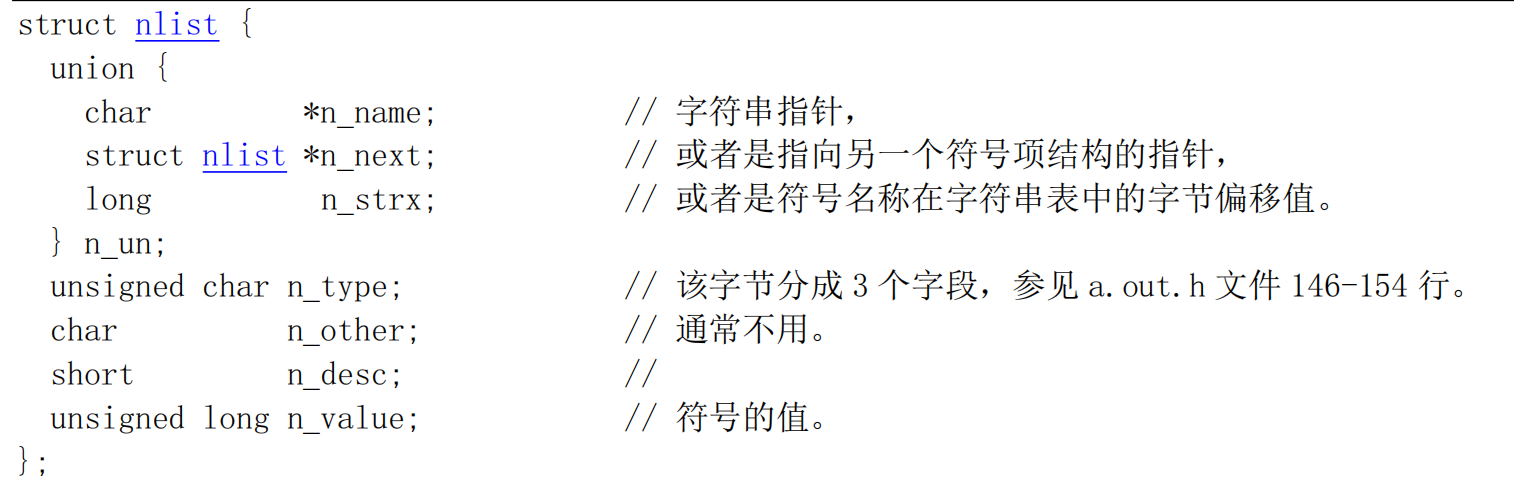 struct nlist {
union {
char *n_name; // 字符串指针，
struct nlist *n_next; // 或者是指向另一个符号项结构的指针，
long n_strx; // 或者是符号名称在字符串表中的字节偏移值。
} n_un;
unsigned char n_type; // 该字节分成 3 个字段，参见 a.out.h 文件 146-154 行。
char n_other; // 通常不用。
short n_desc; //
unsigned long n_value; // 符号的值。
};